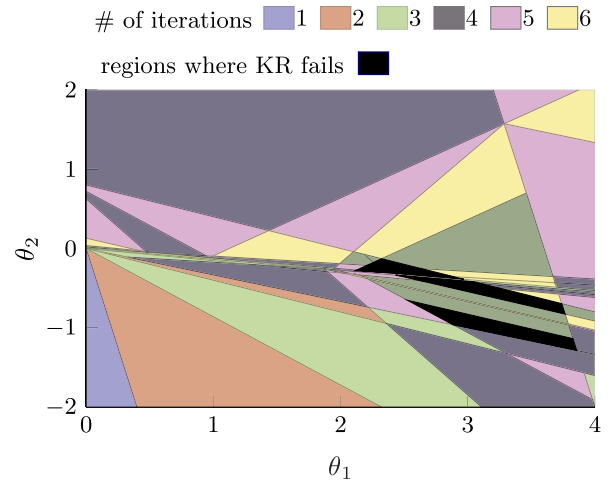 # of iterations 1 2 3 4 5 6
regions where KR fails
2
1
0
−1
−2
θ2
0 1 2 3 4
θ1